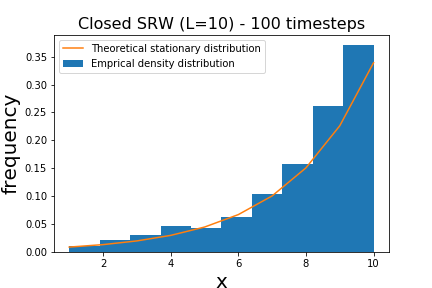 Closed SRW (L=10) - 100 timesteps
Theoretical stationary distribution
Emprical density distribution
frequency
0.35
0.30
0.25
0.20
0.15
0.10
0.05
0.00
2 4 6 8 10
x